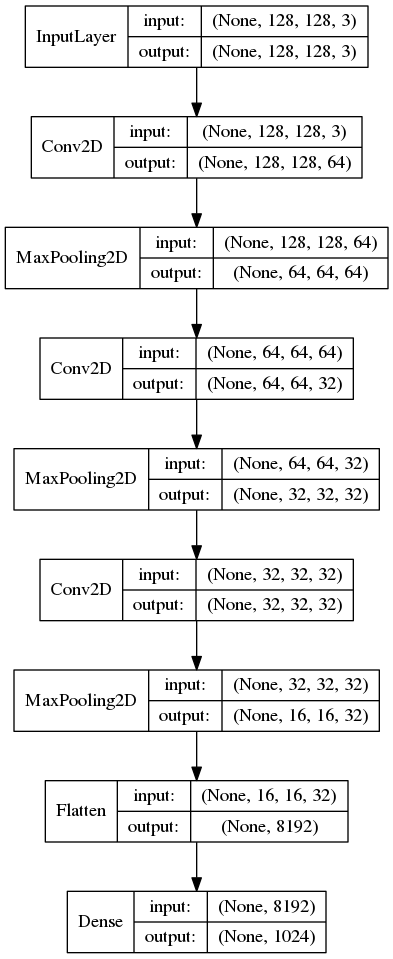 InputLayer
input: (None, 128, 128, 3)
output: (None, 128, 128, 3)
Conv2D
input: (None, 128, 128, 3)
output: (None, 128, 128, 64)
MaxPooling2D
input: (None, 128, 128, 64)
output: (None, 64, 64, 64)
Conv2D
input: (None, 64, 64, 64)
output: (None, 64, 64, 32)
MaxPooling2D
input: (None, 64, 64, 32)
output: (None, 32, 32, 32)
Conv2D
input: (None, 32, 32, 32)
output: (None, 32, 32, 32)
MaxPooling2D
input: (None, 32, 32, 32)
output: (None, 16, 16, 32)
Flatten
input: (None, 16, 16, 32)
output: (None, 8192)
Dense
input: (None, 8192)
output: (None, 1024)